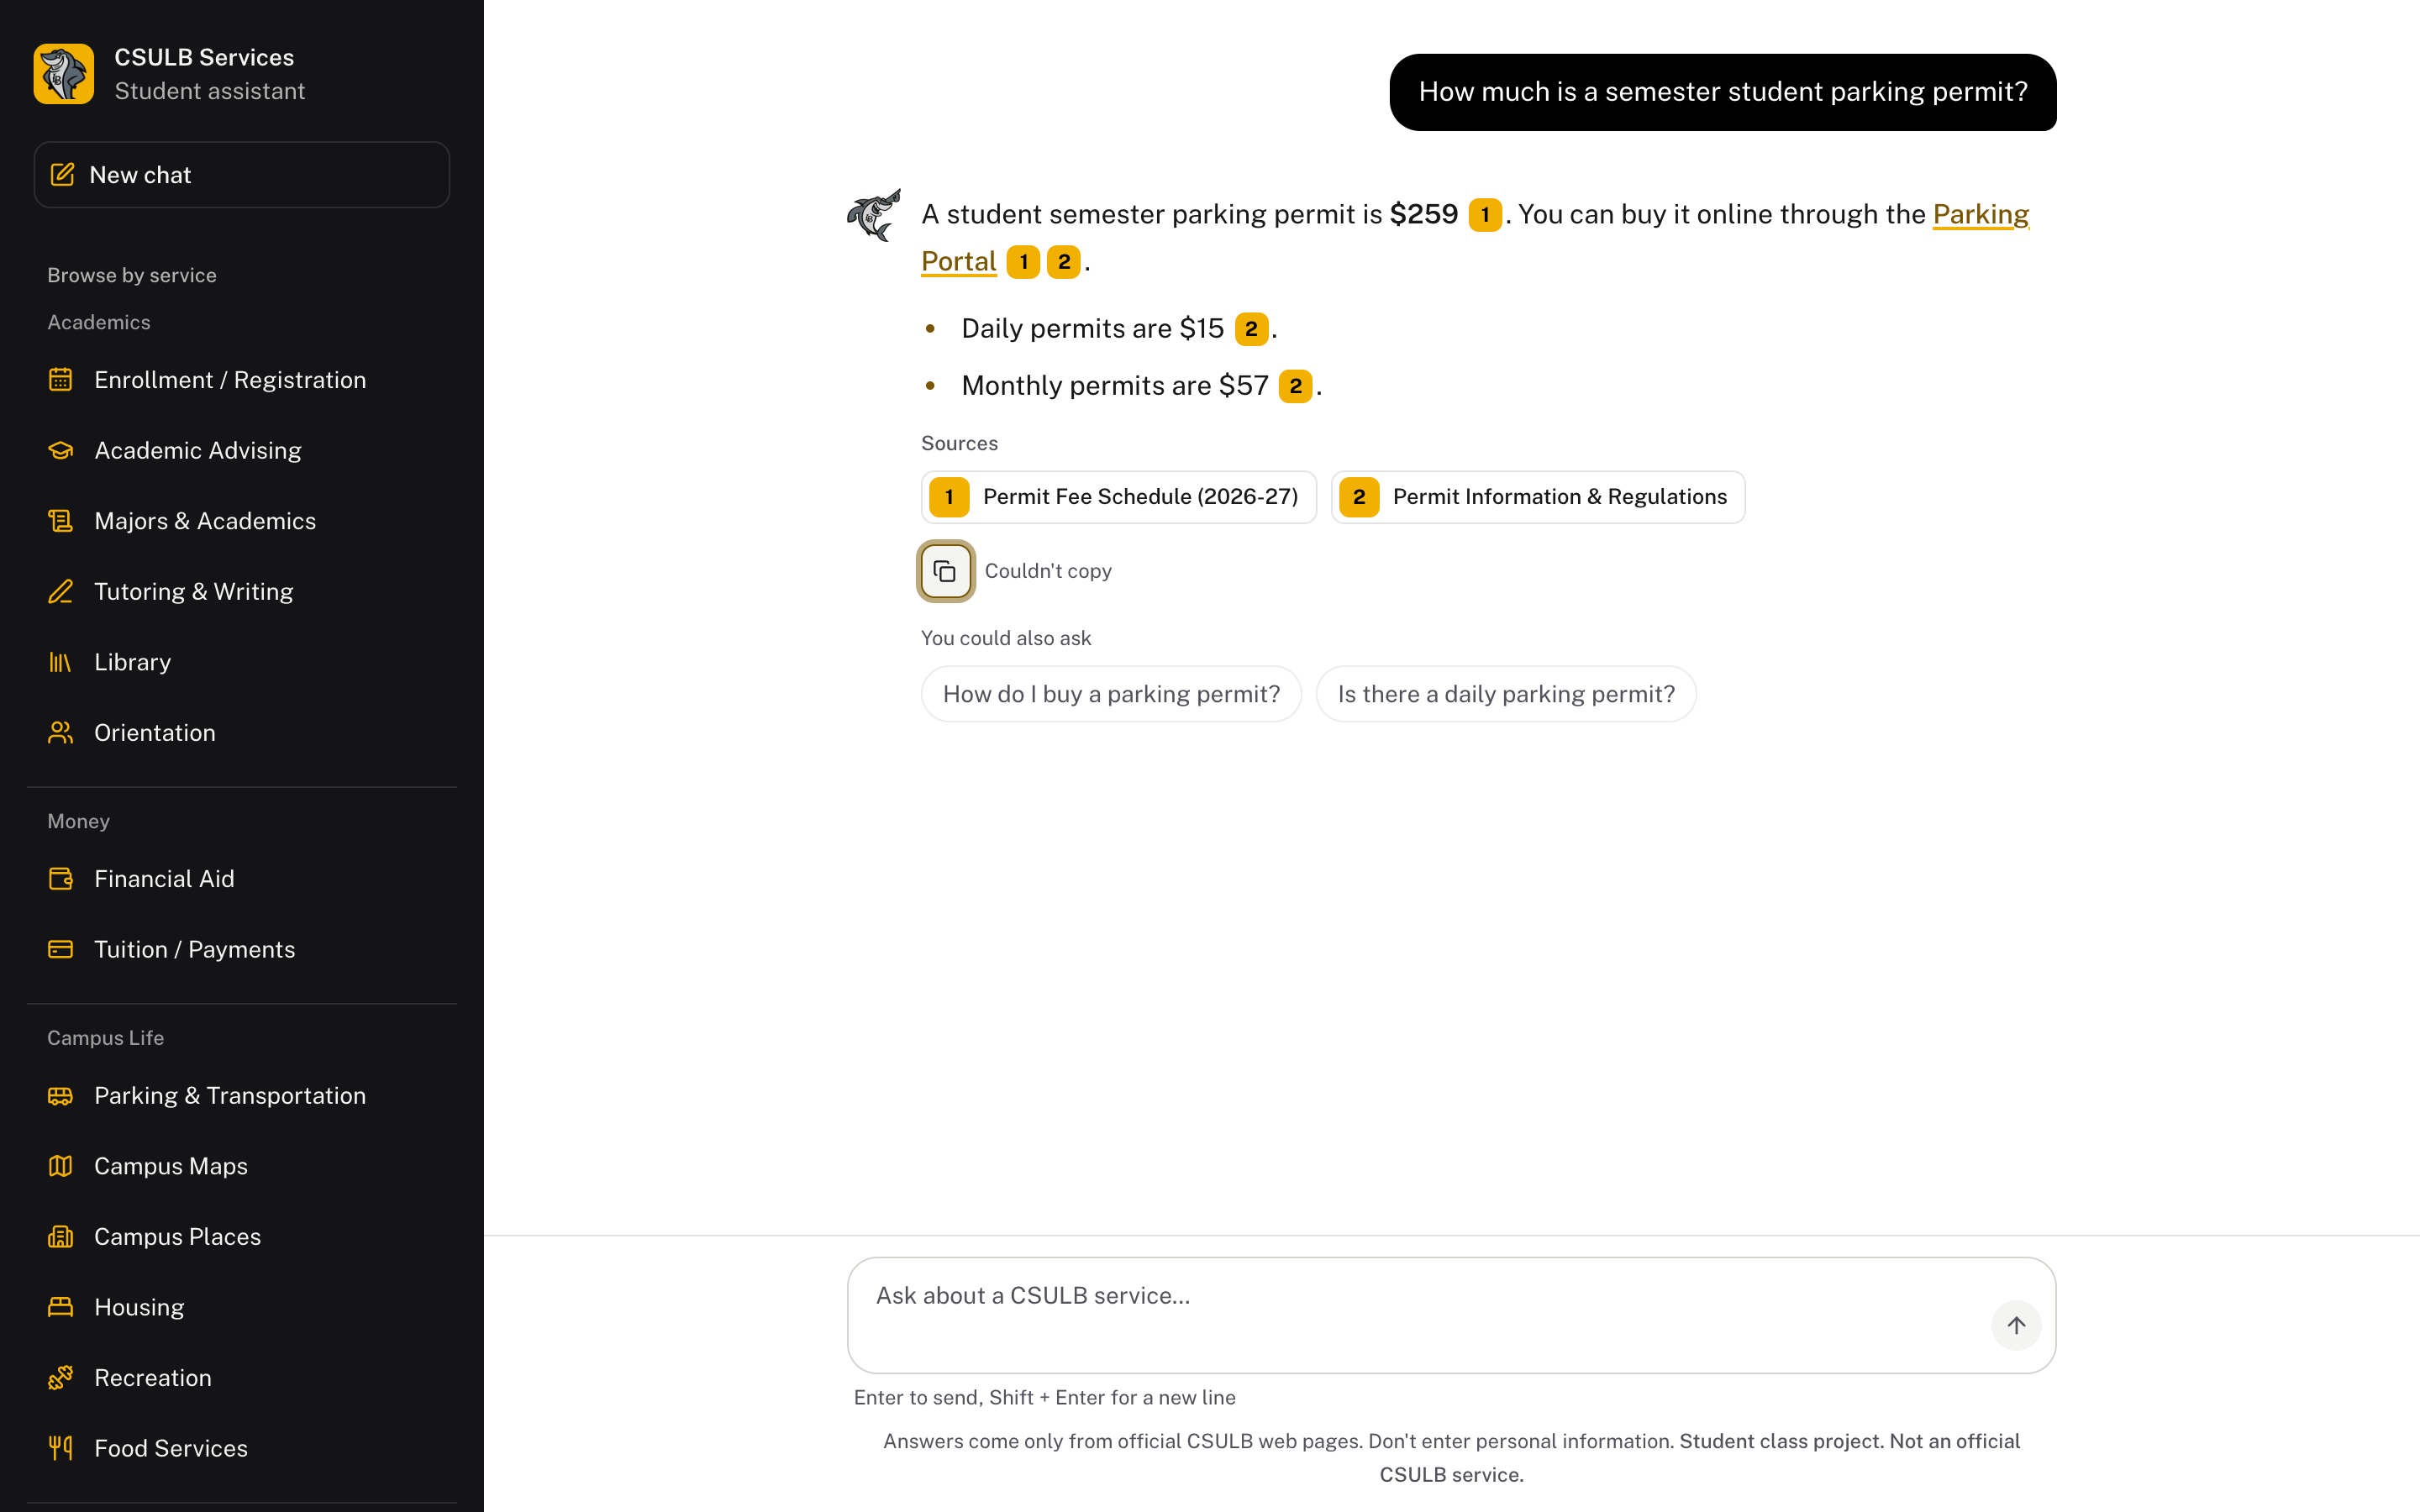 CSULB Services
Student assistant
New chat
Browse by service
Academics
Enrollment / Registration
Academic Advising
Majors & Academics
Tutoring & Writing
Library
Orientation
Money
Financial Aid
Tuition / Payments
Campus Life
Parking & Transportation
Campus Maps
Campus Places
Housing
Recreation
Food Services
How much is a semester student parking permit?
A student semester parking permit is $259 1. You can buy it online through the Parking
Portal 1 2.
• Daily permits are $15 2.
• Monthly permits are $57 2.
Sources
1 Permit Fee Schedule (2026-27) 2 Permit Information & Regulations
Couldn't copy
You could also ask
How do I buy a parking permit? Is there a daily parking permit?
Ask about a CSULB service...
Enter to send, Shift + Enter for a new line
Answers come only from official CSULB web pages. Don't enter personal information. Student class project. Not an official
CSULB service.